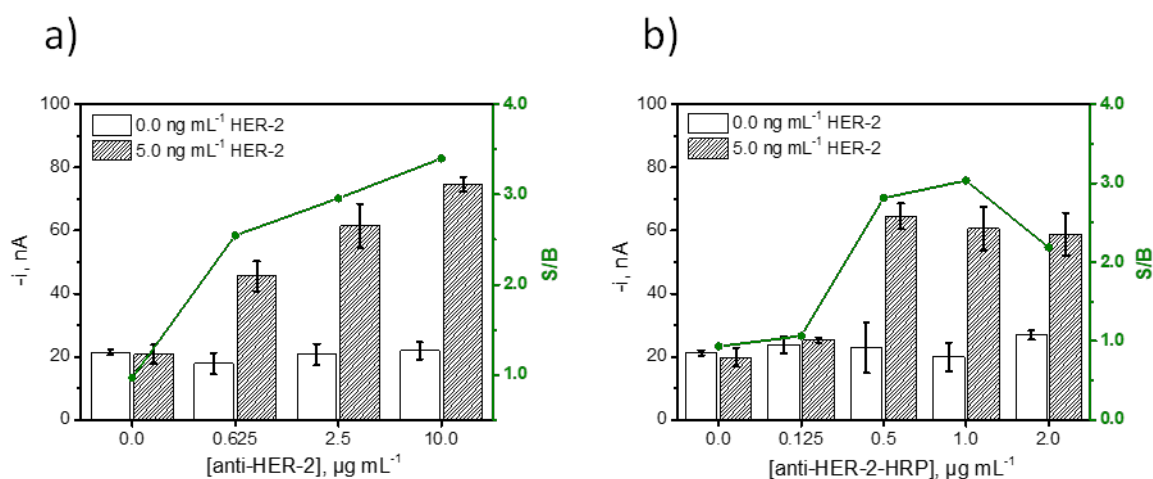 a)
100
80
60
40
20
0
-i, nA
0.0 ng mL⁻¹ HER-2
5.0 ng mL⁻¹ HER-2
4.0
3.0
2.0
1.0
S/B
0.0 0.625 2.5 10.0
[anti-HER-2], µg mL⁻¹
b)
100
80
60
40
20
0
-i, nA
0.0 ng mL⁻¹ HER-2
5.0 ng mL⁻¹ HER-2
4.0
3.0
2.0
1.0
0.0
S/B
0.0 0.125 0.5 1.0 2.0
[anti-HER-2-HRP], µg mL⁻¹